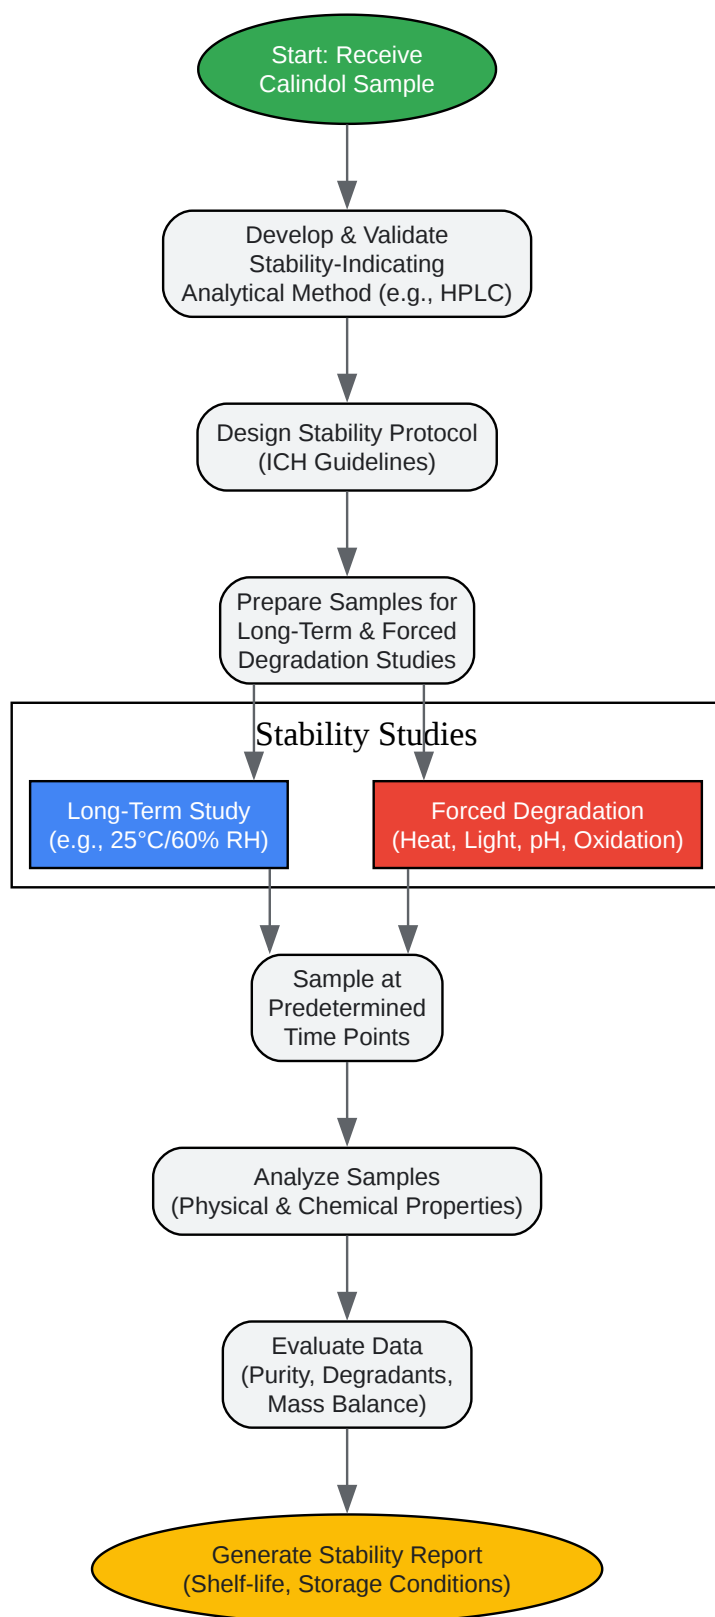 Start: Receive
Calindol Sample
Develop & Validate
Stability-Indicating
Analytical Method (e.g., HPLC)
Design Stability Protocol
(ICH Guidelines)
Prepare Samples for
Long-Term & Forced
Degradation Studies
Stability Studies
Long-Term Study
(e.g., 25°C/60% RH)
Forced Degradation
(Heat, Light, pH, Oxidation)
Sample at
Predetermined
Time Points
Analyze Samples
(Physical & Chemical Properties)
Evaluate Data
(Purity, Degradants,
Mass Balance)
Generate Stability Report
(Shelf-life, Storage Conditions)